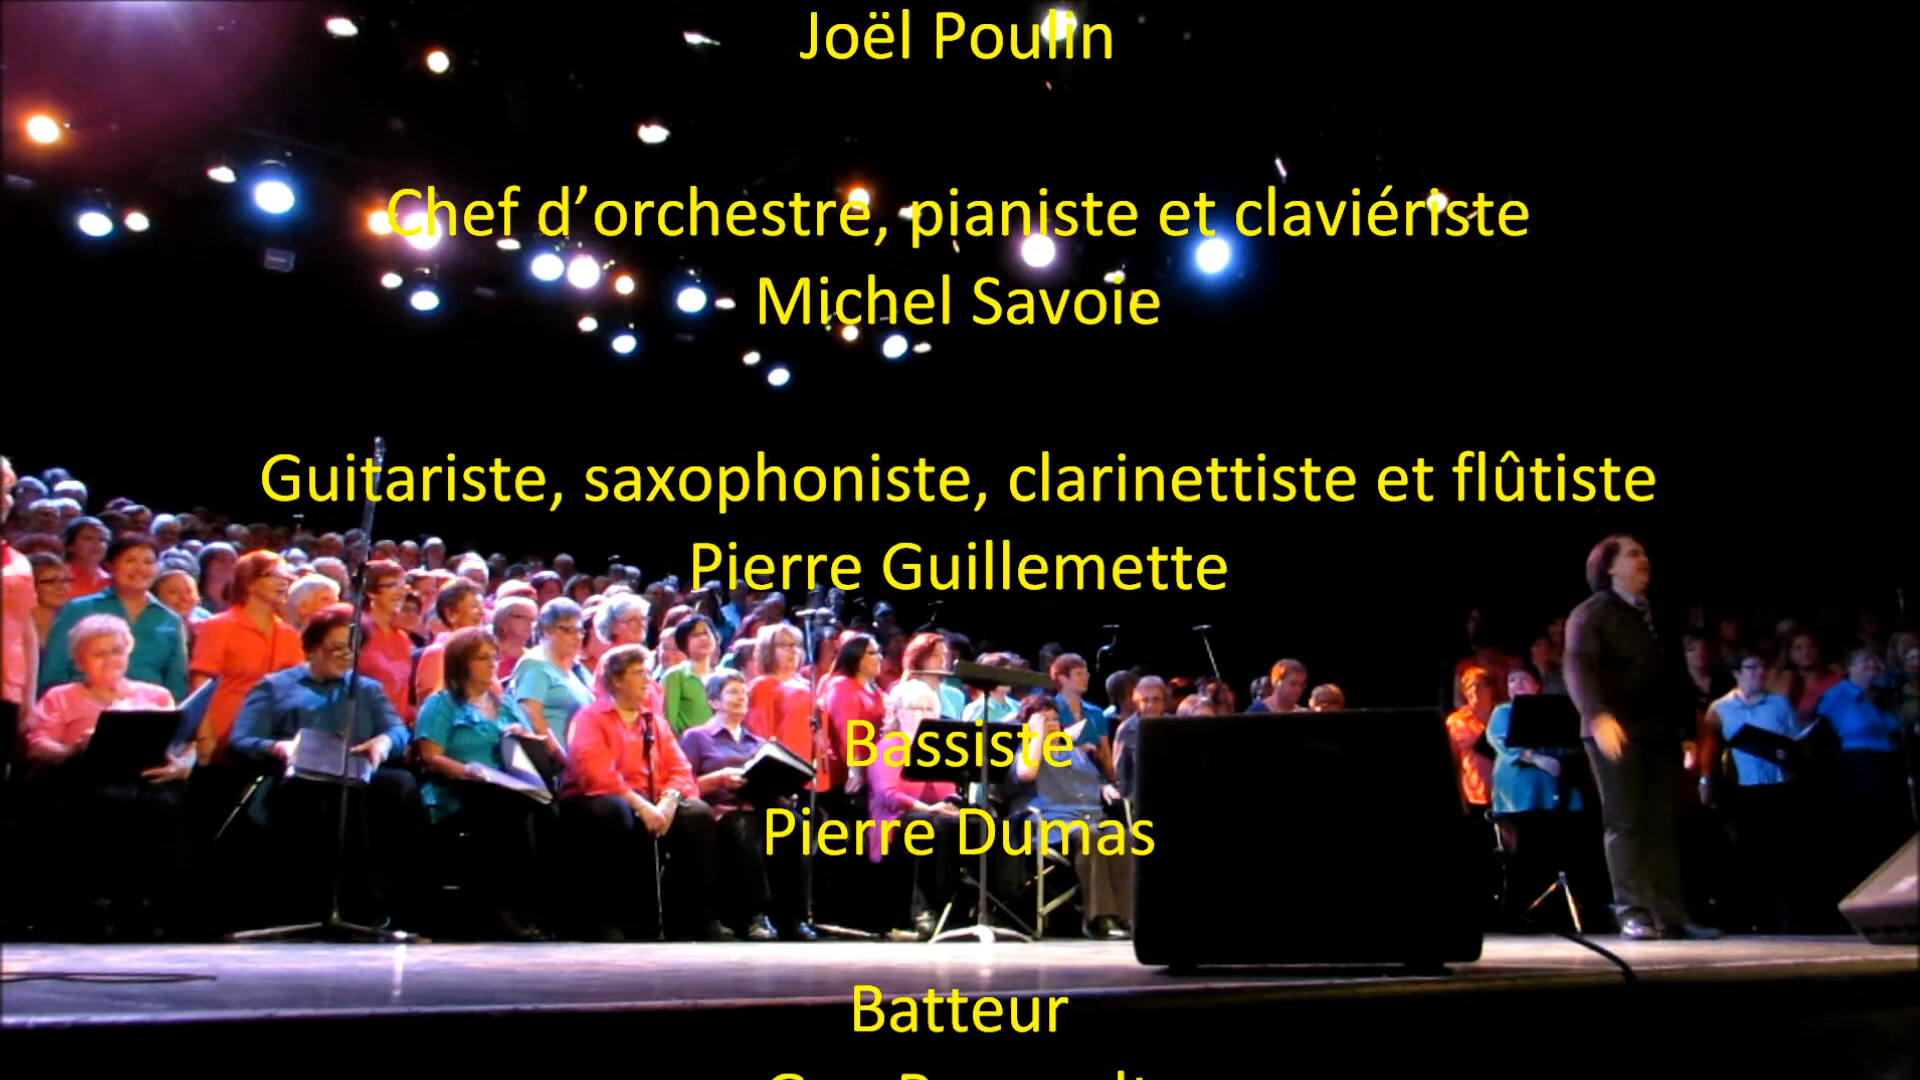 Joël Poulin
Chef d’orchestre, pianiste et claviériste
Michel Savoie
Guitariste, saxophoniste, clarinettiste et flûtiste
Pierre Guillemette
Bassiste
Pierre Dumas
Batteur